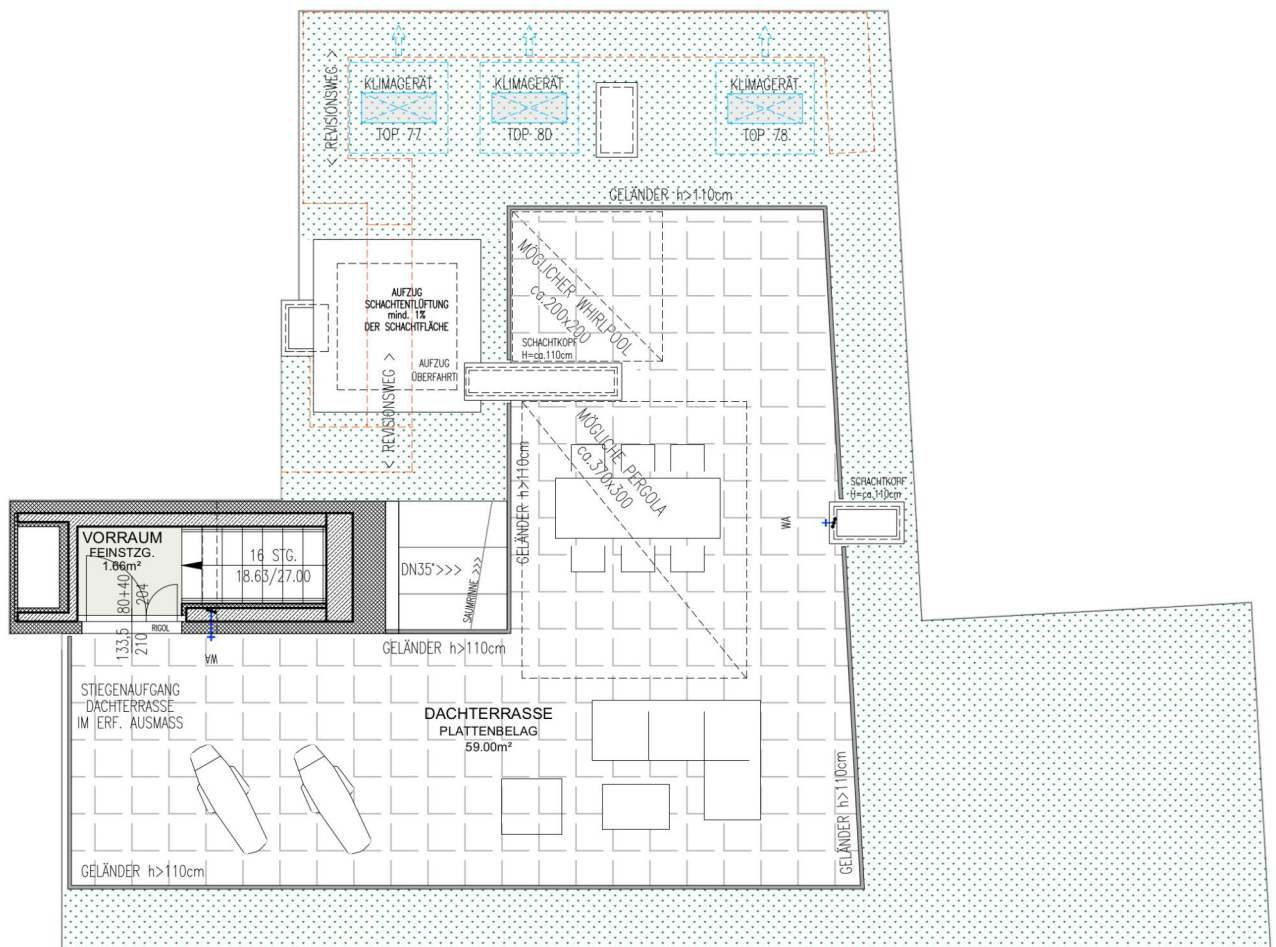 KLIMAGERÄT
TOP 77
KLIMAGERÄT
TOP 80
KLIMAGERÄT
TOP 78
< REVISIONSWEG >
GELÄNDER h>110cm
MÖGLICHER WHIRLPOOL
ca.200x200
AUFZUG
SCHACHTENTLÜFTUNG
mind. 1%
DER SCHACHTFLÄCHE
AUFZUG
ÜBERFAHRT
< REVISIONSWEG >
SCHACHTKOPF
H=ca.110cm
MÖGLICHE PERGOLA
ca.370x300
GELÄNDER h>110cm
SCHACHTKOPF
H=ca.110cm
WA
VORRAUM
FEINSTZG.
1.66m²
16 STG.
18.63/27.00
80+40
204
133,5
210
RIGOL
WA
DN35°>>>
SAUMRINNE >>>
GELÄNDER h>110cm
STIEGENAUFGANG
DACHTERRASSE
IM ERF. AUSMASS
DACHTERRASSE
PLATTENBELAG
59.00m²
GELÄNDER h>110cm
GELÄNDER h>110cm